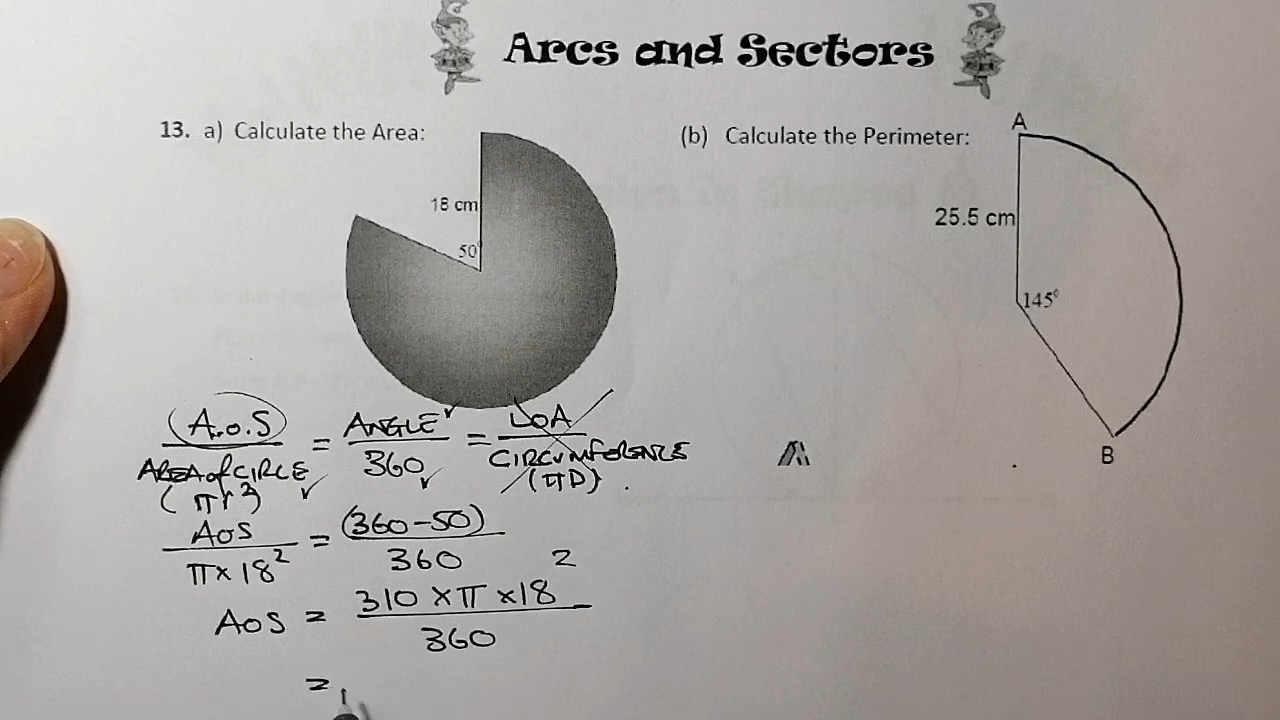 Arcs and Sectors
13. a) Calculate the Area:
18 cm
50°
(b) Calculate the Perimeter:
A
25.5 cm
145°
B
A.o.S / AREA of CIRCLE (πr²) = ANGLE / 360 = LOA / CIRCUMFERENCE (πD).
AOS / π×18² = (360-50) / 360
AOS = 310 × π × 18² / 360
=